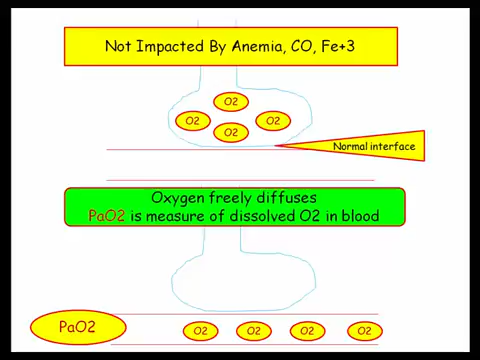 Not Impacted By Anemia, CO, Fe+3
O2
O2
O2
O2
Normal interface
Oxygen freely diffuses
PaO2 is measure of dissolved O2 in blood
PaO2
O2
O2
O2
O2